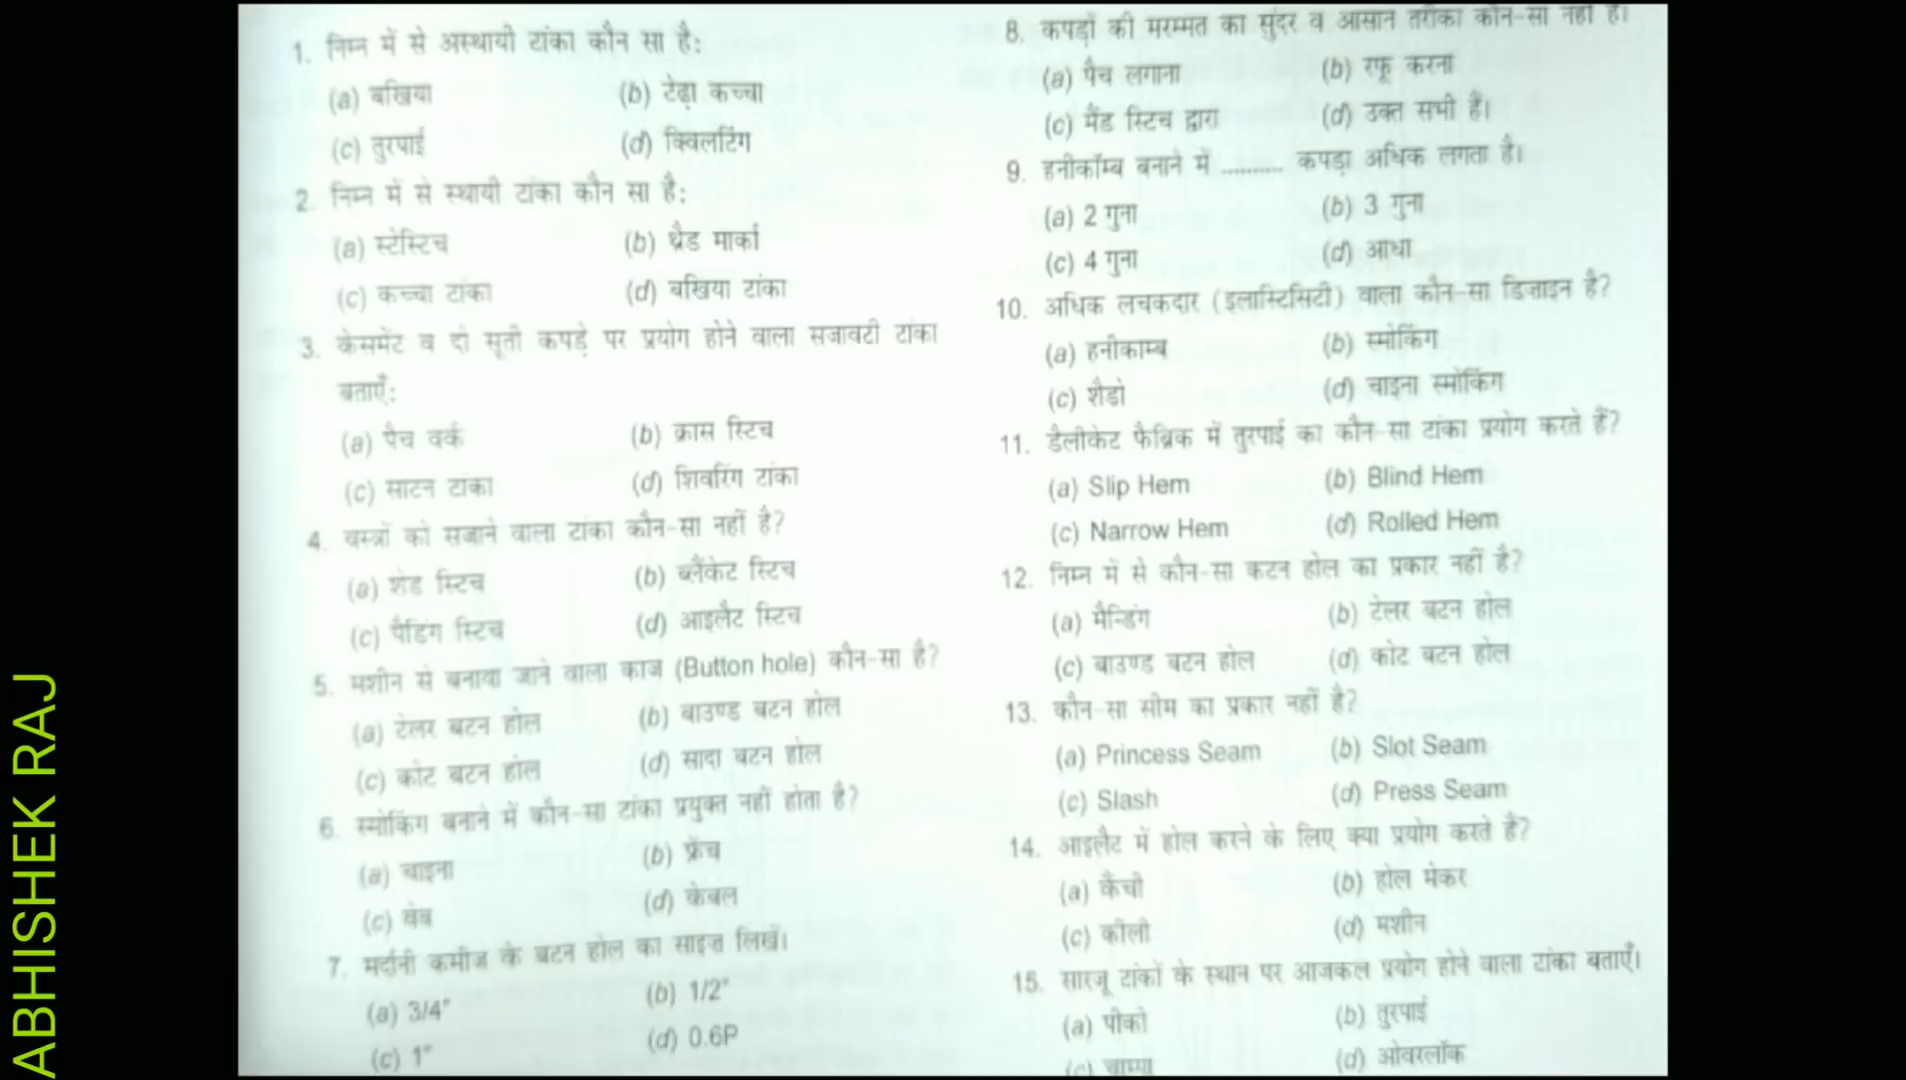 ABHISHEK RAJ
1. निम्न में से अस्थायी टांका कौन सा है:
(a) बखिया (b) टेढ़ा कच्चा
(c) तुरपाई (d) क्विलटिंग
2. निम्न में से स्थायी टांका कौन सा है:
(a) स्टेस्टिच (b) थ्रैड मार्का
(c) कच्चा टांका (d) बखिया टांका
3. केसमेंट व दो सूती कपड़े पर प्रयोग होने वाला सजावटी टांका
बताएँ:
(a) पैच वर्क (b) क्रास स्टिच
(c) साटन टांका (d) शिवरिंग टांका
4. वस्त्रों को सजाने वाला टांका कौन-सा नहीं है?
(a) शेड स्टिच (b) ब्लैंकेट स्टिच
(c) पैडिंग स्टिच (d) आइलैट स्टिच
5. मशीन से बनाया जाने वाला काज (Button hole) कौन-सा है?
(a) टेलर बटन होल (b) बाउण्ड बटन होल
(c) कोट बटन होल (d) सादा बटन होल
6. स्मोकिंग बनाने में कौन-सा टांका प्रयुक्त नहीं होता है?
(a) चाइना (b) फ्रेंच
(c) वेव (d) केबल
7. मर्दानी कमीज के बटन होल का साइज लिखें।
(a) 3/4" (b) 1/2"
(c) 1" (d) 0.6P
8. कपड़ों की मरम्मत का सुंदर व आसान तरीका कौन-सा नहीं है।
(a) पैच लगाना (b) रफू करना
(c) मैंड स्टिच द्वारा (d) उक्त सभी हैं।
9. हनीकॉम्ब बनाने में .......... कपड़ा अधिक लगता है।
(a) 2 गुना (b) 3 गुना
(c) 4 गुना (d) आधा
10. अधिक लचकदार (इलास्टिसिटी) वाला कौन-सा डिजाइन है?
(a) हनीकाम्ब (b) स्मोकिंग
(c) शैडो (d) चाइना स्मोकिंग
11. डैलीकेट फैब्रिक में तुरपाई का कौन-सा टांका प्रयोग करते हैं?
(a) Slip Hem (b) Blind Hem
(c) Narrow Hem (d) Rolled Hem
12. निम्न में से कौन-सा कटन होल का प्रकार नहीं है?
(a) मैन्डिंग (b) टेलर बटन होल
(c) बाउण्ड बटन होल (d) कोट बटन होल
13. कौन-सा सीम का प्रकार नहीं है?
(a) Princess Seam (b) Slot Seam
(c) Slash (d) Press Seam
14. आइलैट में होल करने के लिए क्या प्रयोग करते हैं?
(a) कैंची (b) होल मेकर
(c) कीली (d) मशीन
15. सारजू टांकों के स्थान पर आजकल प्रयोग होने वाला टांका बताएँ।
(a) पीको (b) तुरपाई
(c) (d) ओवरलॉक